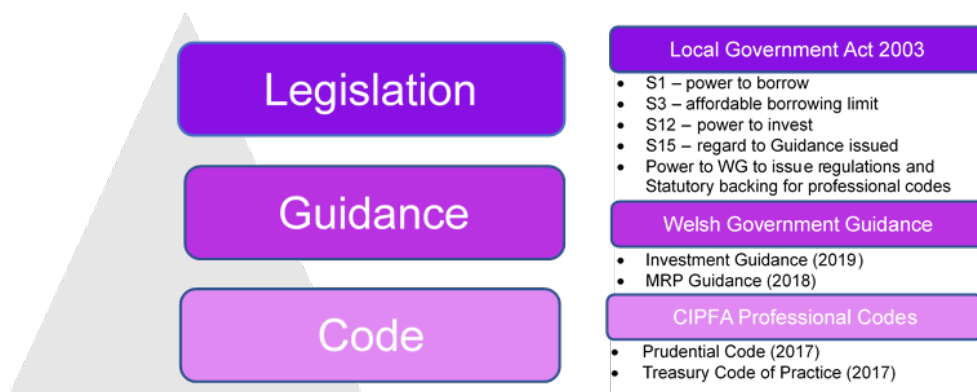 Legislation
Guidance
Code
Local Government Act 2003
• S1 – power to borrow
• S3 – affordable borrowing limit
• S12 – power to invest
• S15 – regard to Guidance issued
• Power to WG to issue regulations and
Statutory backing for professional codes
Welsh Government Guidance
• Investment Guidance (2019)
• MRP Guidance (2018)
CIPFA Professional Codes
• Prudential Code (2017)
• Treasury Code of Practice (2017)